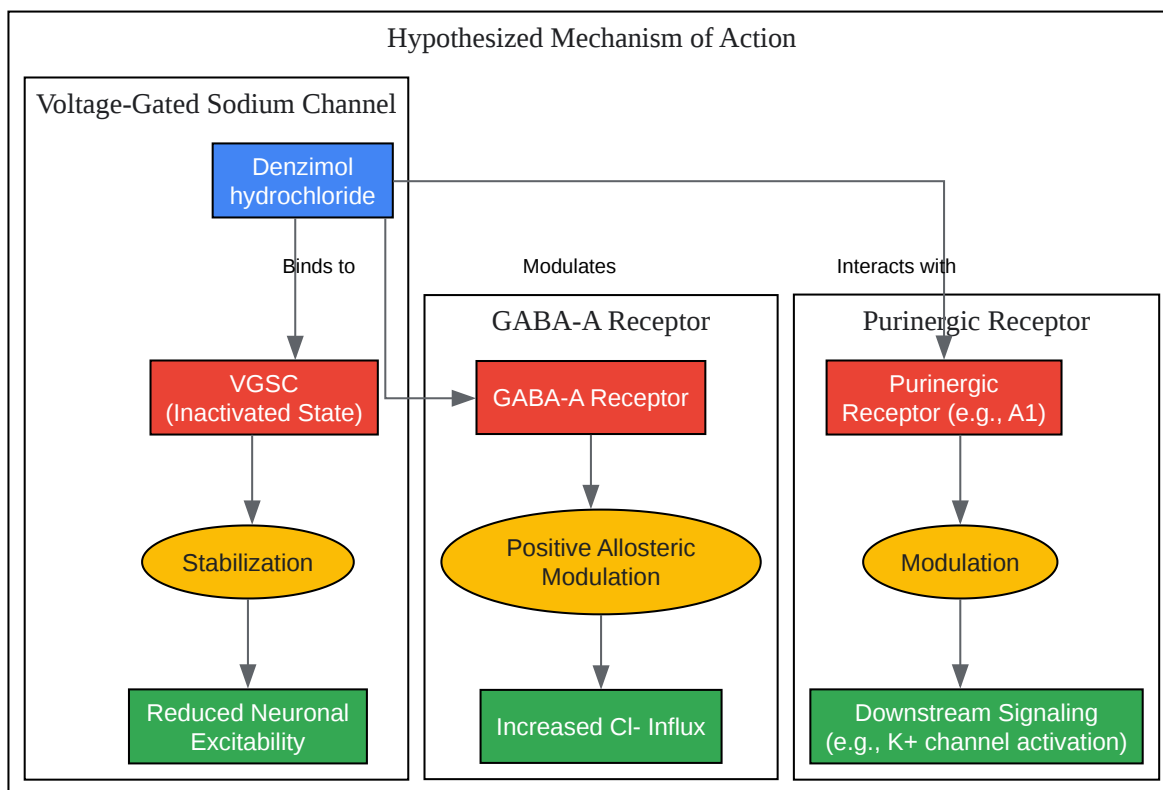 Hypothesized Mechanism of Action
Voltage-Gated Sodium Channel
Denzimol
hydrochloride
Binds to
Modulates
Interacts with
GABA-A Receptor
Purinergic Receptor
VGSC
(Inactivated State)
GABA-A Receptor
Purinergic
Receptor (e.g., A1)
Stabilization
Positive Allosteric
Modulation
Modulation
Reduced Neuronal
Excitability
Increased Cl- Influx
Downstream Signaling
(e.g., K+ channel activation)